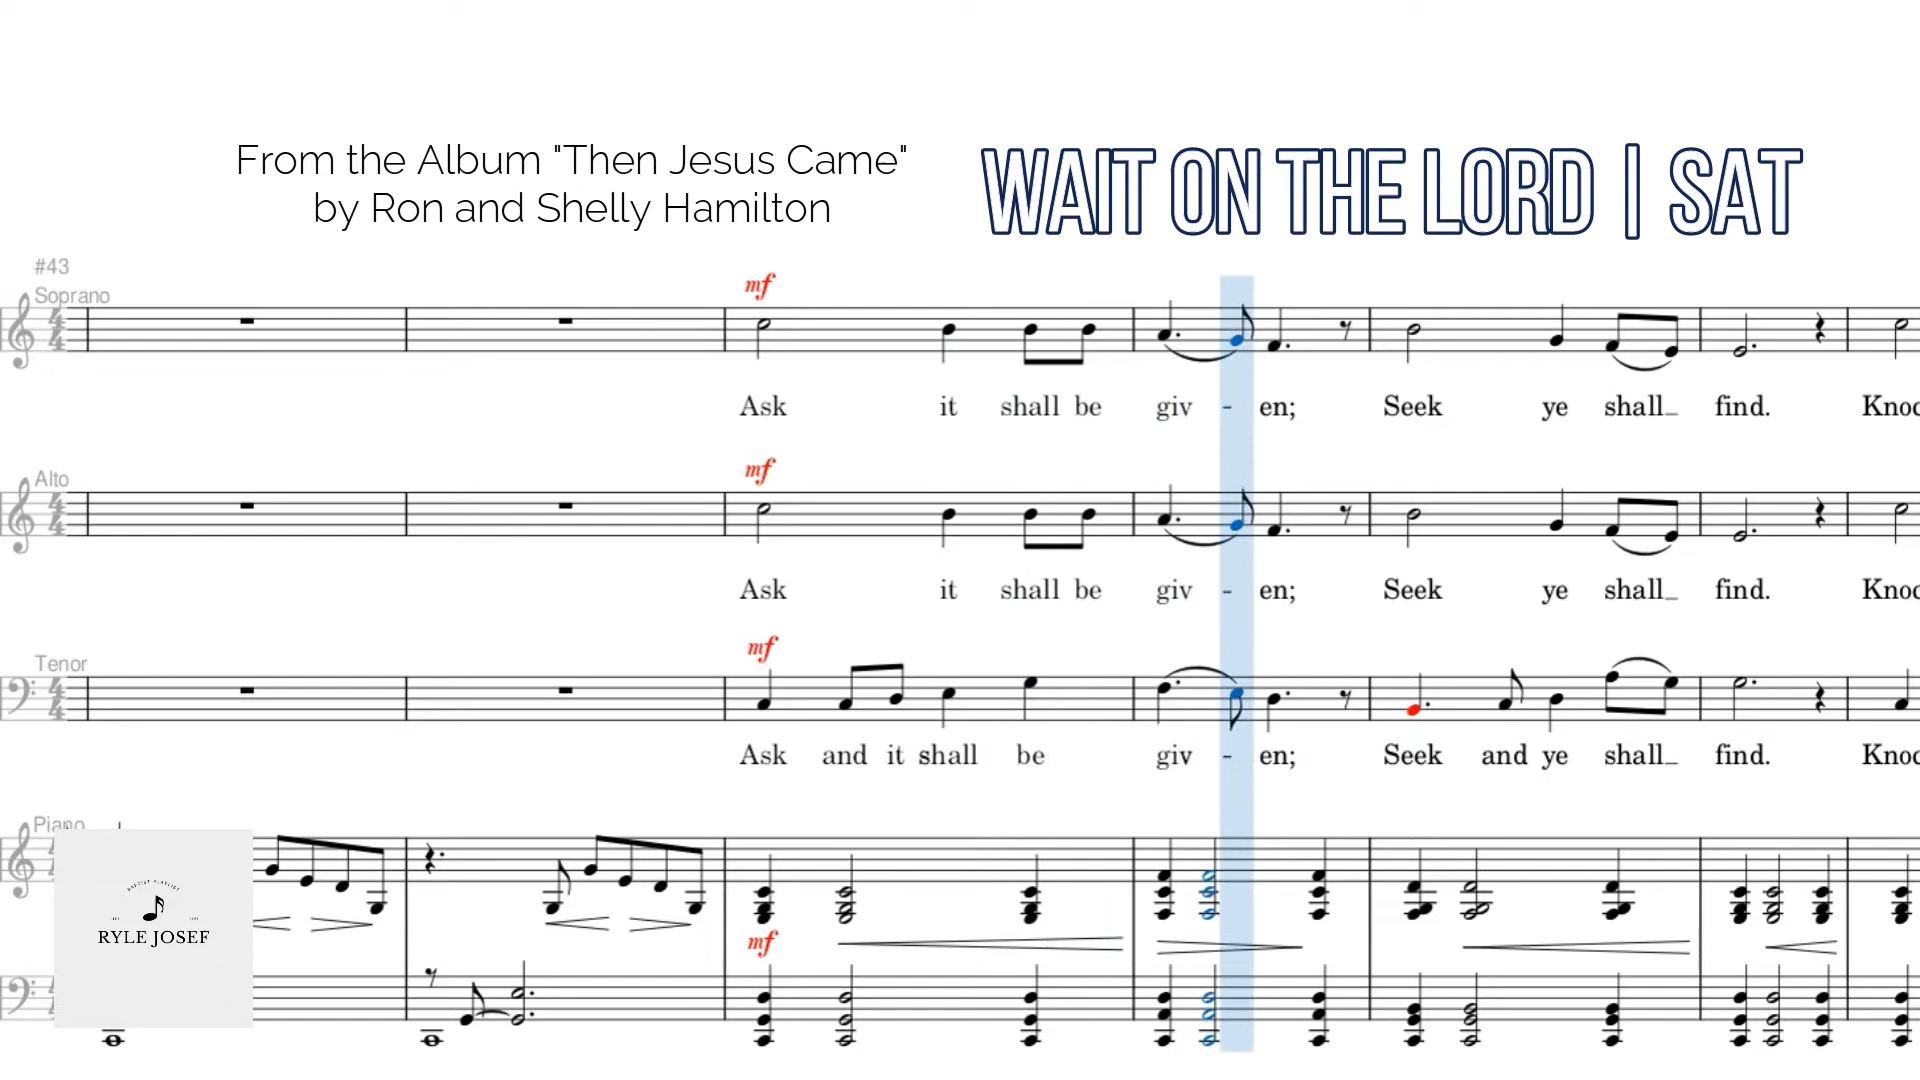 From the Album "Then Jesus Came"
by Ron and Shelly Hamilton
WAIT ON THE LORD | SAT
#43
Soprano
mf
Ask it shall be giv - en; Seek ye shall_ find. Knoc
Alto
mf
Ask it shall be giv - en; Seek ye shall_ find. Knoc
Tenor
mf
Ask and it shall be giv - en; Seek and ye shall_ find. Knoc
Piano
mf
RYLE JOSEF